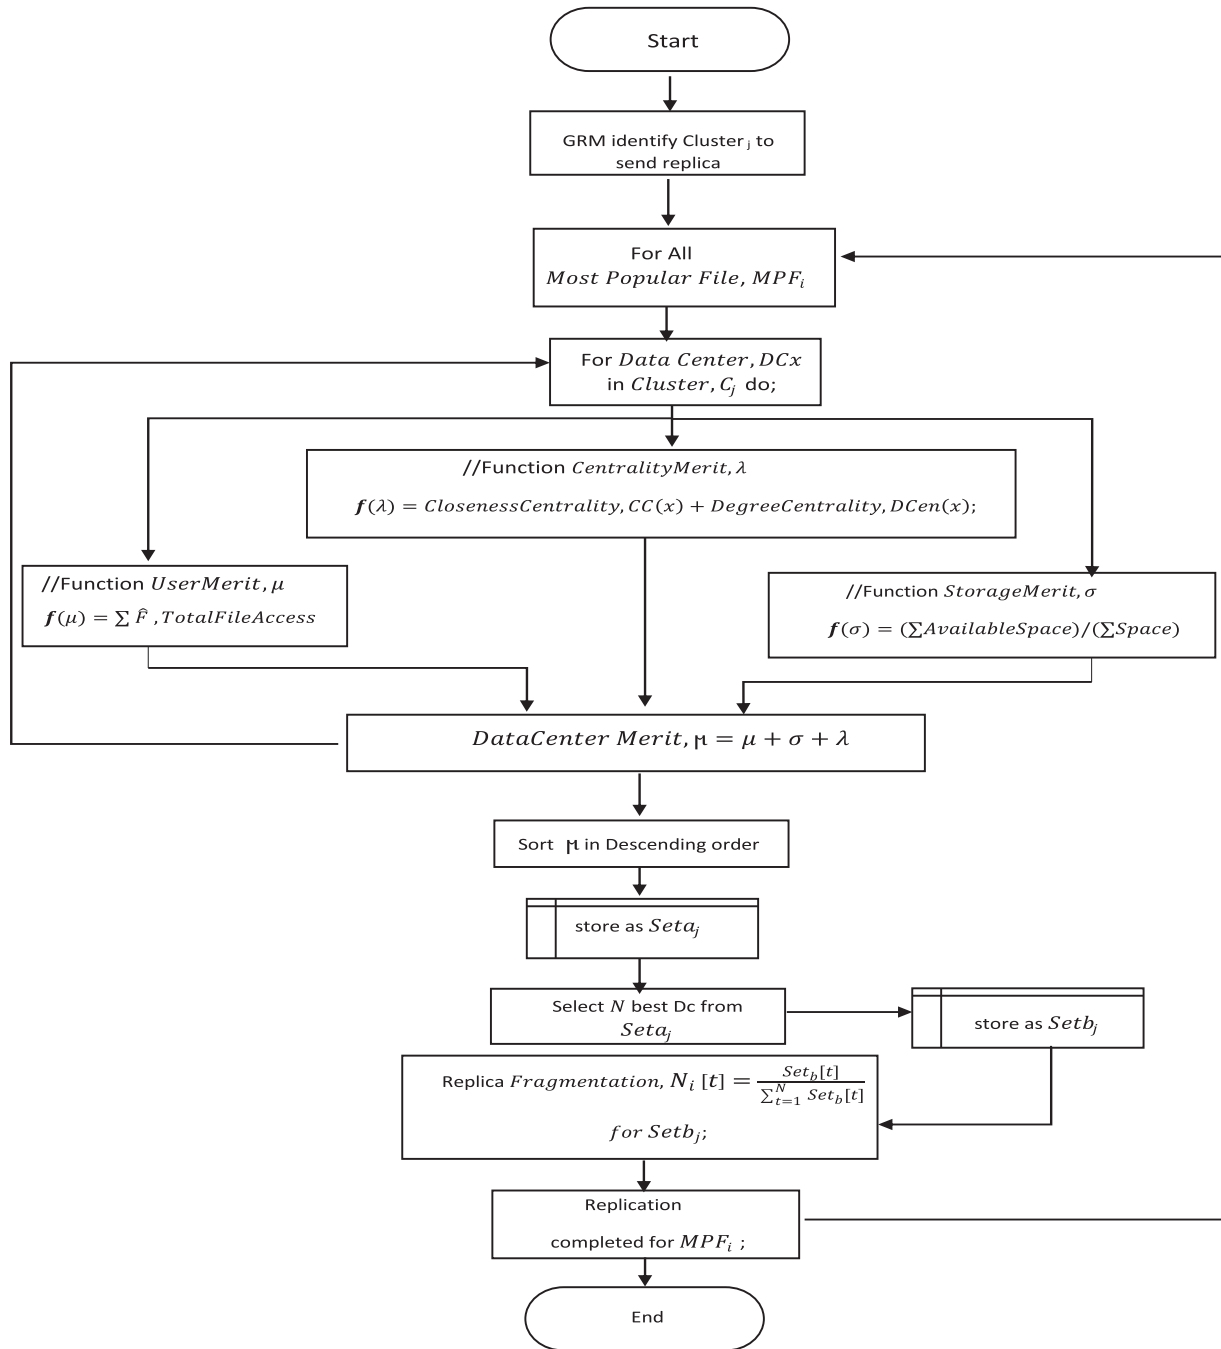 Start
GRM identify Cluster ⱼ to
send replica
For All
Most Popular File, MPFᵢ
For Data Center, DCx
in Cluster, Cⱼ do;
//Function CentralityMerit, λ
f(λ) = ClosenessCentrality, CC(x) + DegreeCentrality, DCen(x);
//Function UserMerit, μ
f(μ) = ∑ F̂ , TotalFileAccess
//Function StorageMerit, σ
f(σ) = (∑AvailableSpace)/(∑Space)
DataCenter Merit, ϻ = μ + σ + λ
Sort ϻ in Descending order
store as Setaⱼ
Select N best Dc from
Setaⱼ
store as Setbⱼ
Replica Fragmentation, Nᵢ [t] = Set_b[t] / ∑_{t=1}^{N} Set_b[t]
for Setbⱼ;
Replication
completed for MPFᵢ ;
End